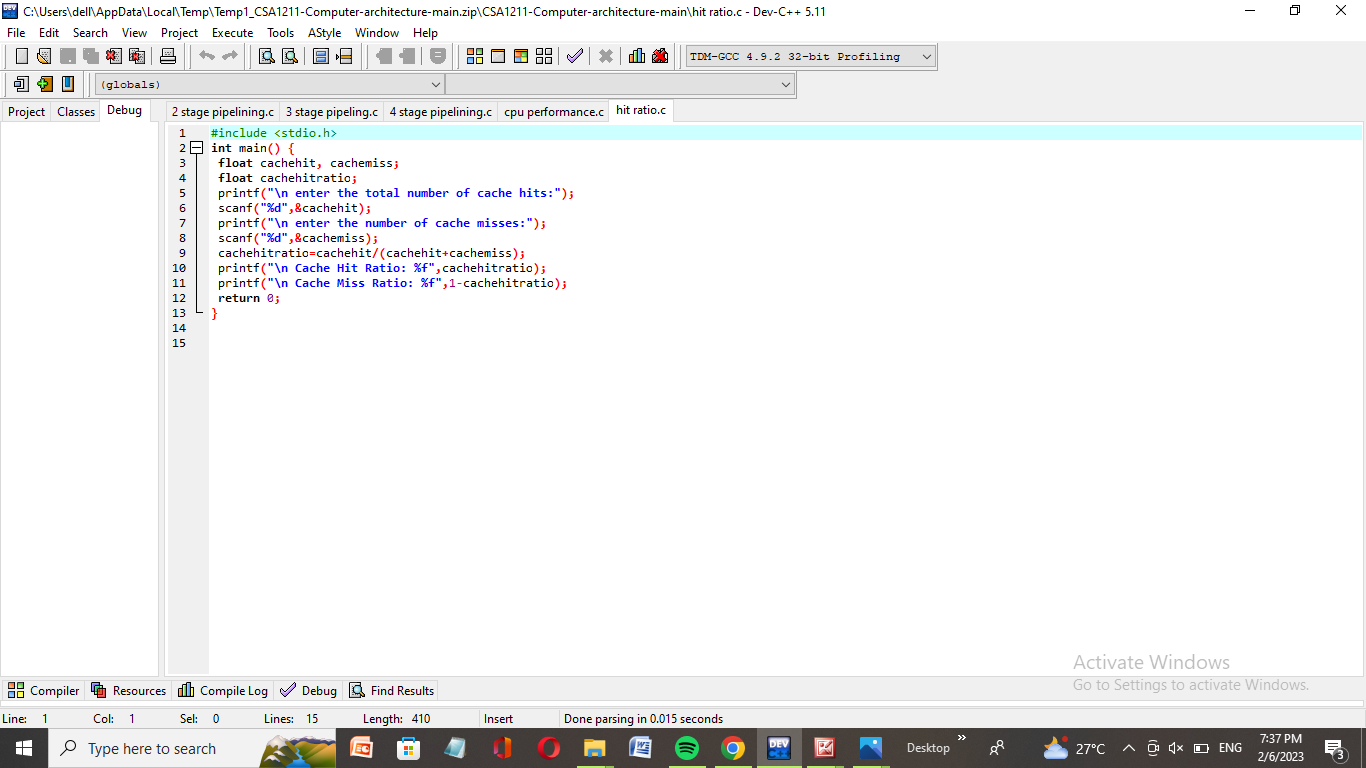 C:\Users\dell\AppData\Local\Temp\Temp1_CSA1211-Computer-architecture-main.zip\CSA1211-Computer-architecture-main\hit ratio.c - Dev-C++ 5.11
File Edit Search View Project Execute Tools AStyle Window Help
TDM-GCC 4.9.2 32-bit Profiling
(globals)
Project Classes Debug 2 stage pipelining.c 3 stage pipeling.c 4 stage pipelining.c cpu performance.c hit ratio.c
1 #include <stdio.h>
2 int main() {
3 float cachehit, cachemiss;
4 float cachehitratio;
5 printf("\n enter the total number of cache hits:");
6 scanf("%d",&cachehit);
7 printf("\n enter the number of cache misses:");
8 scanf("%d",&cachemiss);
9 cachehitratio=cachehit/(cachehit+cachemiss);
10 printf("\n Cache Hit Ratio: %f",cachehitratio);
11 printf("\n Cache Miss Ratio: %f",1-cachehitratio);
12 return 0;
13 }
14
15
Activate Windows
Go to Settings to activate Windows.
Compiler Resources Compile Log Debug Find Results
Line: 1 Col: 1 Sel: 0 Lines: 15 Length: 410 Insert Done parsing in 0.015 seconds
Type here to search DEV Desktop 27°C ENG 7:37 PM
2/6/2023 3